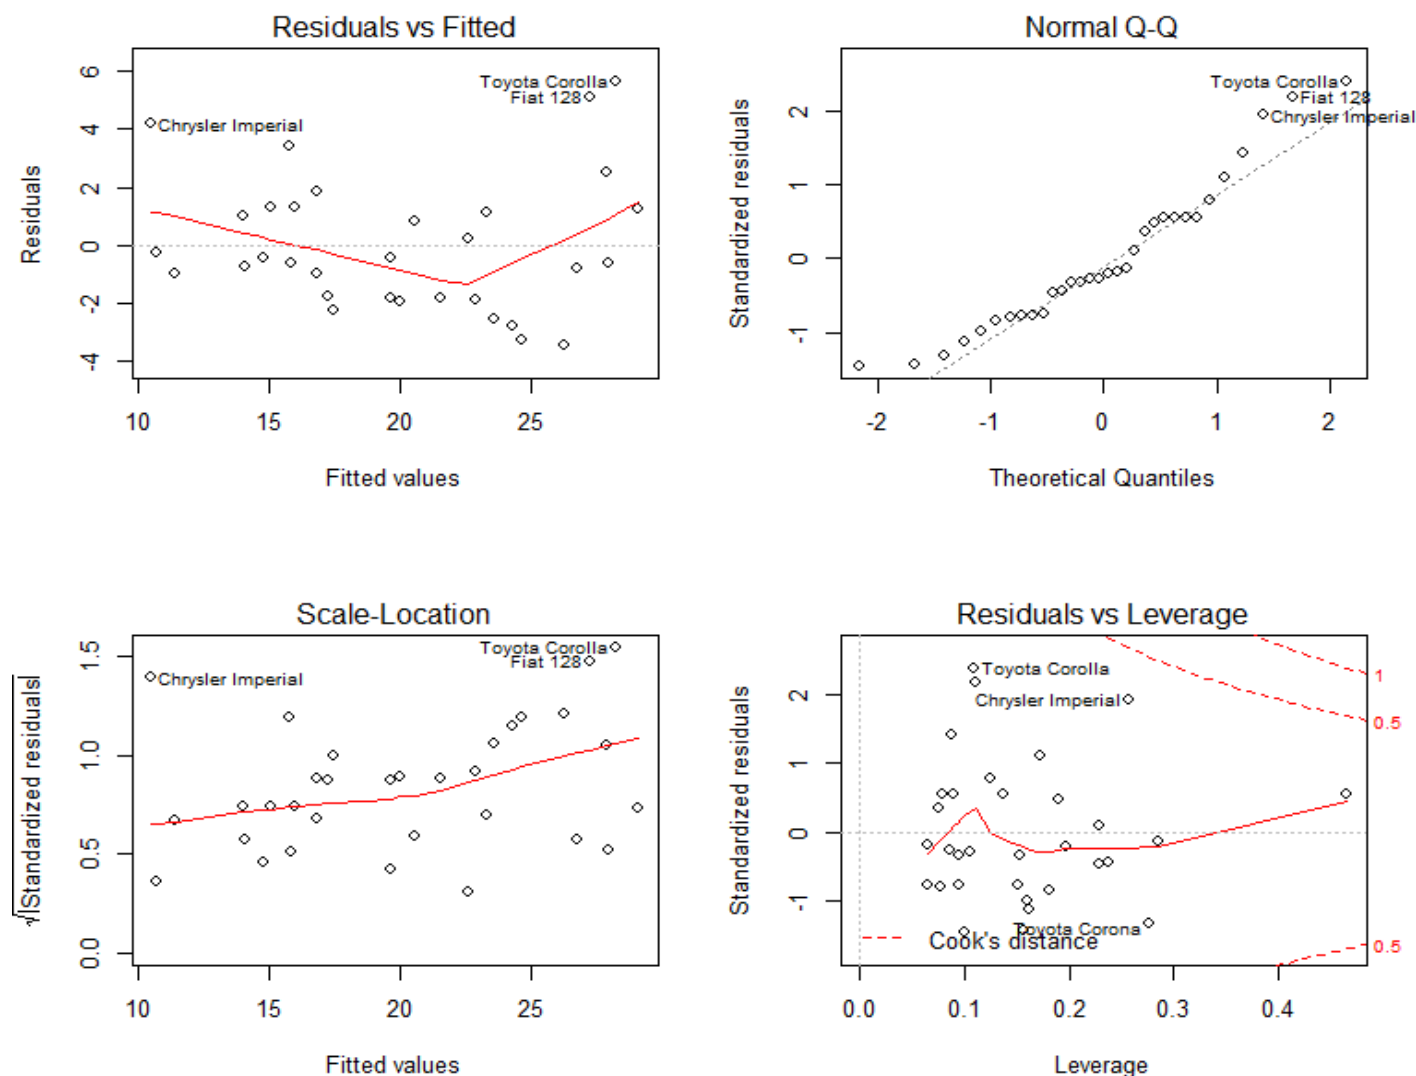 Residuals vs Fitted
Residuals
6
4
2
0
-2
-4
Toyota Corolla
Fiat 128
Chrysler Imperial
10 15 20 25
Fitted values
Normal Q-Q
Standardized residuals
2
1
0
-1
Toyota Corolla
Fiat 128
Chrysler Imperial
-2 -1 0 1 2
Theoretical Quantiles
Scale-Location
√|Standardized residuals|
1.5
1.0
0.5
0.0
Toyota Corolla
Fiat 128
Chrysler Imperial
10 15 20 25
Fitted values
Residuals vs Leverage
Standardized residuals
2
1
0
-1
Toyota Corolla
Chrysler Imperial
Toyota Corona
Cook's distance
1
0.5
0.5
0.0 0.1 0.2 0.3 0.4
Leverage